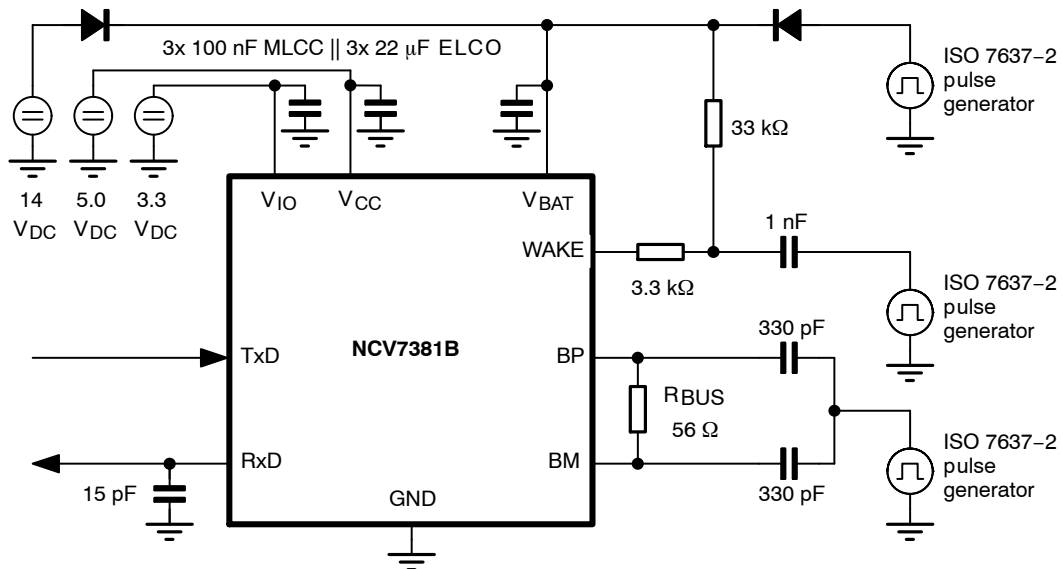 3x 100 nF MLCC || 3x 22 μF ELCO
ISO 7637−2
pulse
generator
33 kΩ
14
VDC
5.0
VDC
3.3
VDC
VIO
VCC
VBAT
WAKE
3.3 kΩ
1 nF
ISO 7637−2
pulse
generator
NCV7381B
TxD
BP
330 pF
RBUS
56 Ω
RxD
BM
330 pF
ISO 7637−2
pulse
generator
15 pF
GND